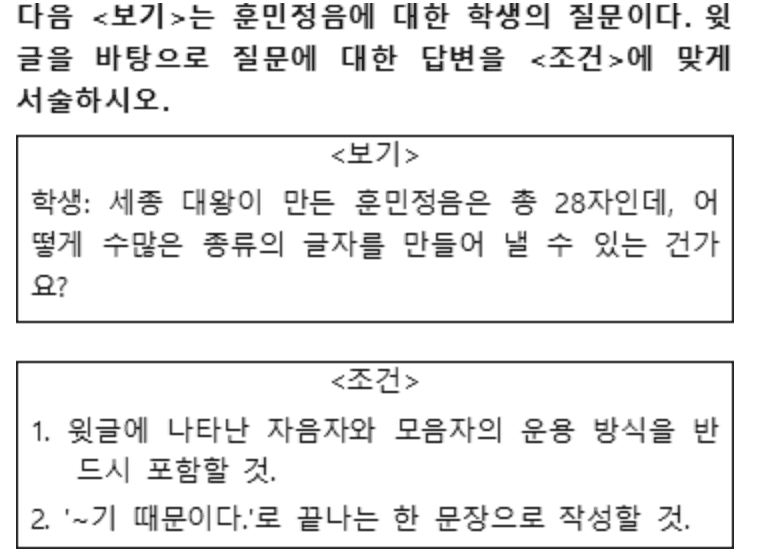 다음 <보기>는 훈민정음에 대한 학생의 질문이다. 윗
글을 바탕으로 질문에 대한 답변을 <조건>에 맞게
서술하시오.
<보기>
학생: 세종 대왕이 만든 훈민정음은 총 28자인데, 어
떻게 수많은 종류의 글자를 만들어 낼 수 있는 건가
요?
<조건>
1. 윗글에 나타난 자음자와 모음자의 운용 방식을 반
드시 포함할 것.
2. '~기 때문이다.'로 끝나는 한 문장으로 작성할 것.